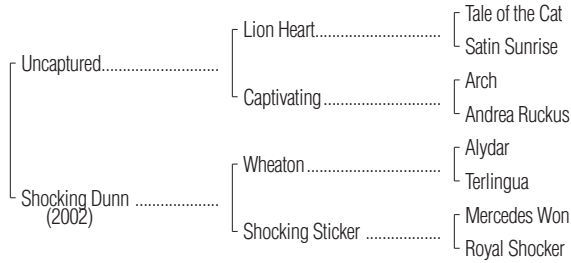 Tale of the Cat
Lion Heart
Satin Sunrise
Uncaptured
Arch
Captivating
Andrea Ruckus
Alydar
Wheaton
Terlingua
Shocking Dunn
(2002)
Mercedes Won
Shocking Sticker
Royal Shocker